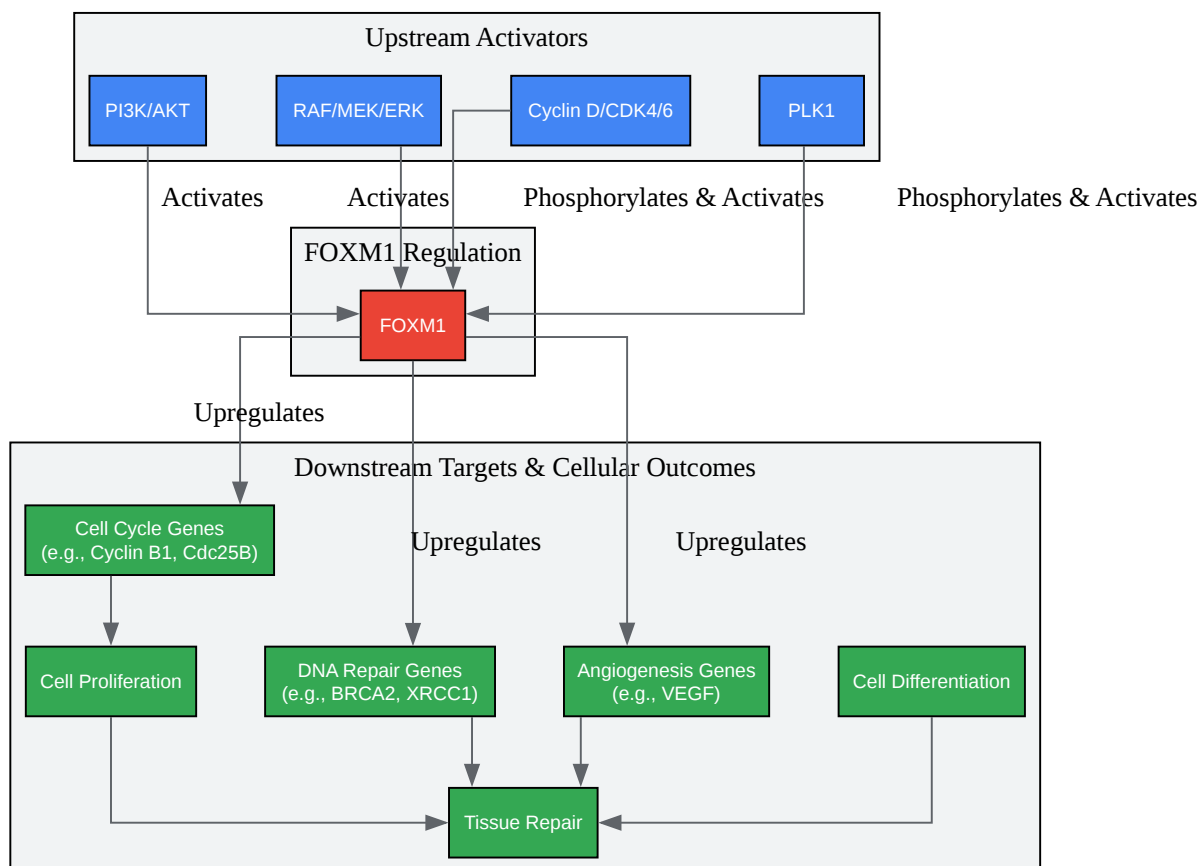 Upstream Activators
PI3K/AKT
RAF/MEK/ERK
Cyclin D/CDK4/6
PLK1
Activates
Activates
Phosphorylates & Activates
Phosphorylates & Activates
FOXM1 Regulation
FOXM1
Upregulates
Downstream Targets & Cellular Outcomes
Cell Cycle Genes
(e.g., Cyclin B1, Cdc25B)
Upregulates
Upregulates
Cell Proliferation
DNA Repair Genes
(e.g., BRCA2, XRCC1)
Angiogenesis Genes
(e.g., VEGF)
Cell Differentiation
Tissue Repair